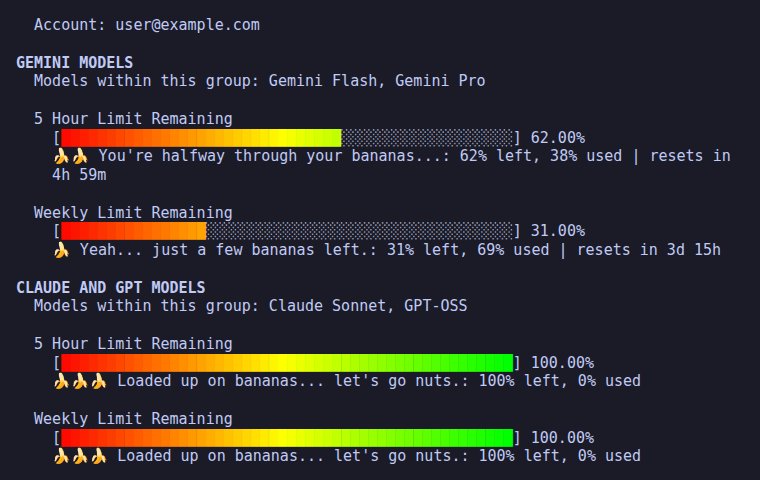 Account: user@example.com
GEMINI MODELS
Models within this group: Gemini Flash, Gemini Pro
5 Hour Limit Remaining
[████████████████████████████████░░░░░░░░░░░░░░░░░░░] 62.00%
🍌🍌 You're halfway through your bananas...: 62% left, 38% used | resets in
4h 59m
Weekly Limit Remaining
[████████████████░░░░░░░░░░░░░░░░░░░░░░░░░░░░░░░░░░] 31.00%
🍌 Yeah... just a few bananas left.: 31% left, 69% used | resets in 3d 15h
CLAUDE AND GPT MODELS
Models within this group: Claude Sonnet, GPT-OSS
5 Hour Limit Remaining
[██████████████████████████████████████████████████] 100.00%
🍌🍌🍌 Loaded up on bananas... let's go nuts.: 100% left, 0% used
Weekly Limit Remaining
[██████████████████████████████████████████████████] 100.00%
🍌🍌🍌 Loaded up on bananas... let's go nuts.: 100% left, 0% used